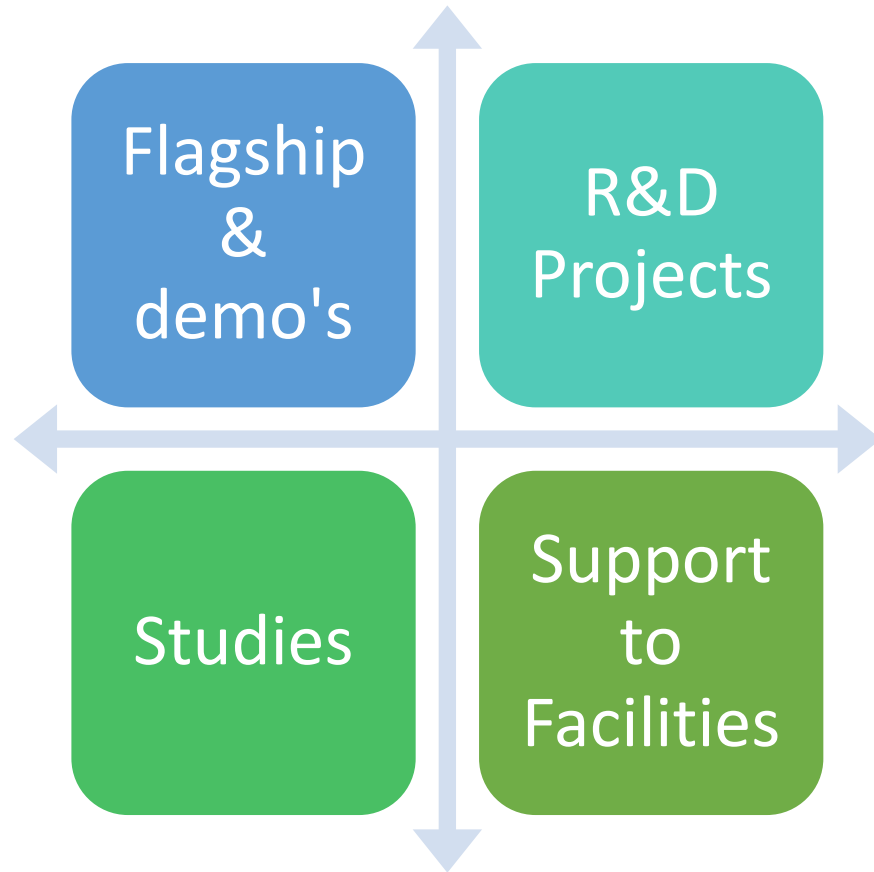 Flagship
&
demo's
R&D
Projects
Studies
Support
to
Facilities